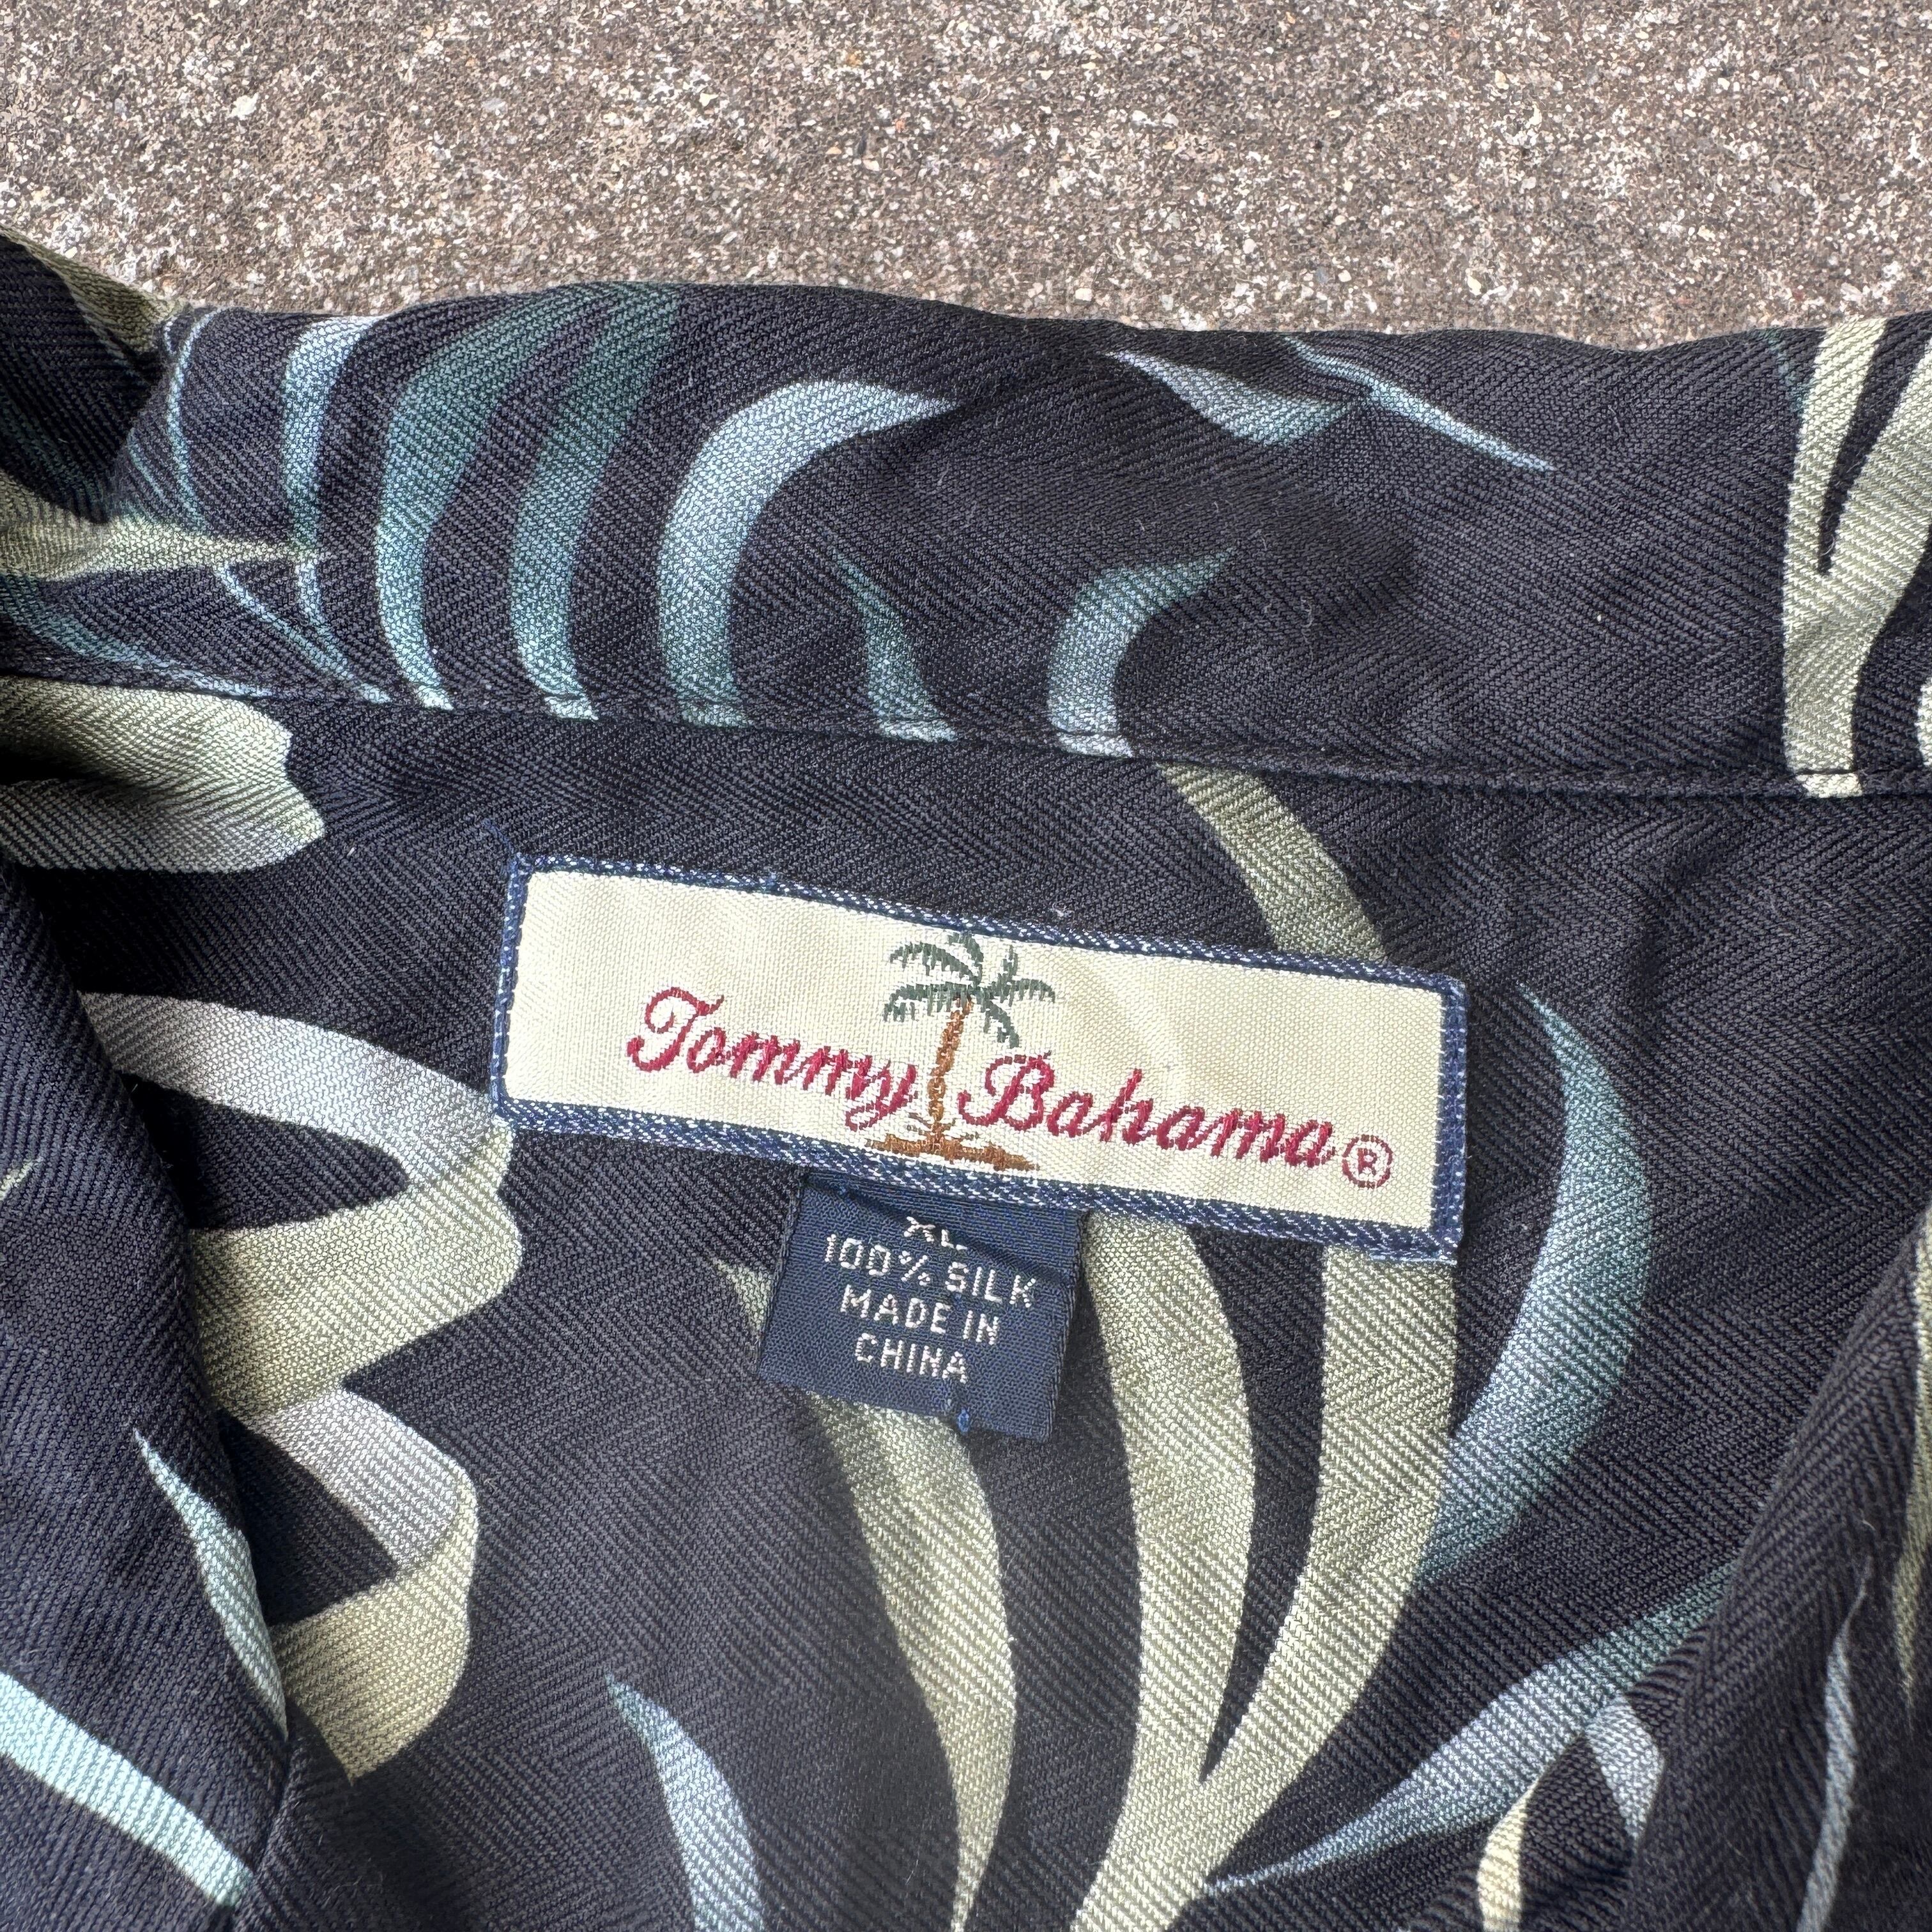 Tommy Bahama®
XL
100% SILK
MADE IN
CHINA